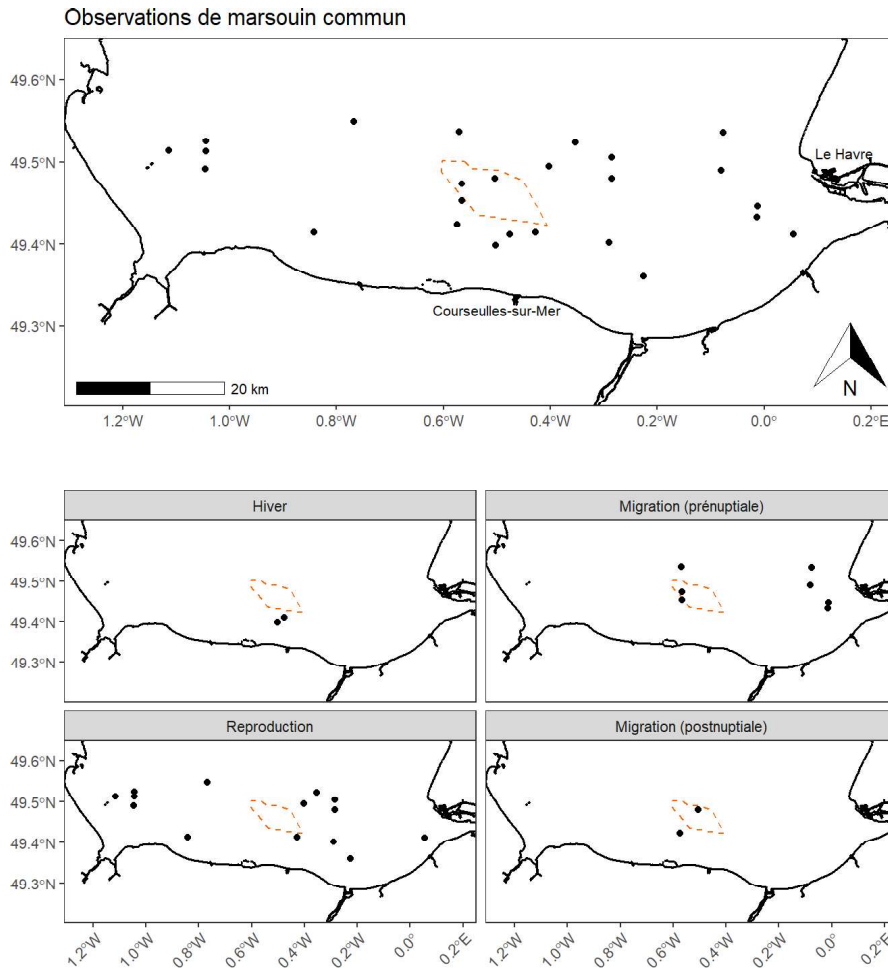 Observations de marsouin commun
49.6°N
49.5°N
49.4°N
49.3°N
Le Havre
Courseulles-sur-Mer
20 km
N
1.2°W 1.0°W 0.8°W 0.6°W 0.4°W 0.2°W 0.0° 0.2°E
Hiver
Migration (prénuptiale)
49.6°N
49.5°N
49.4°N
49.3°N
Reproduction
Migration (postnuptiale)
49.6°N
49.5°N
49.4°N
49.3°N
1.2°W 1.0°W 0.8°W 0.6°W 0.4°W 0.2°W 0.0° 0.2°E
1.2°W 1.0°W 0.8°W 0.6°W 0.4°W 0.2°W 0.0° 0.2°E